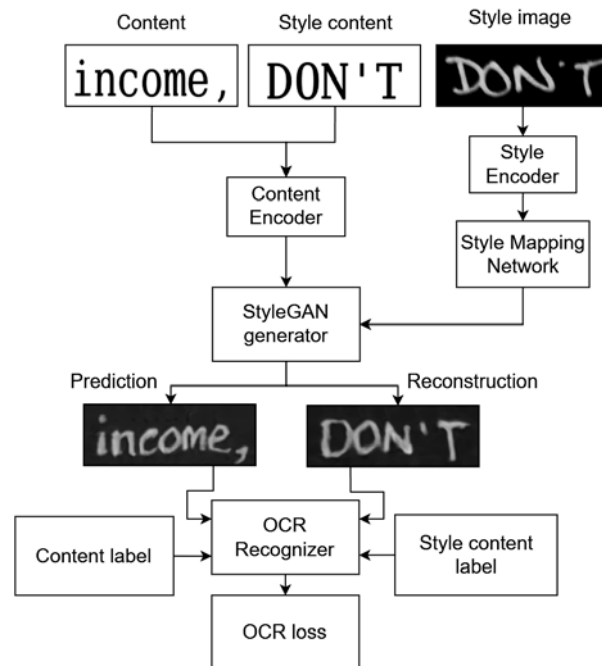 Content
Style content
Style image
income,
DON'T
DON'T
Style
Encoder
Content
Encoder
Style Mapping
Network
StyleGAN
generator
Prediction
Reconstruction
income,
DON'T
Content label
OCR
Recognizer
Style content
label
OCR loss